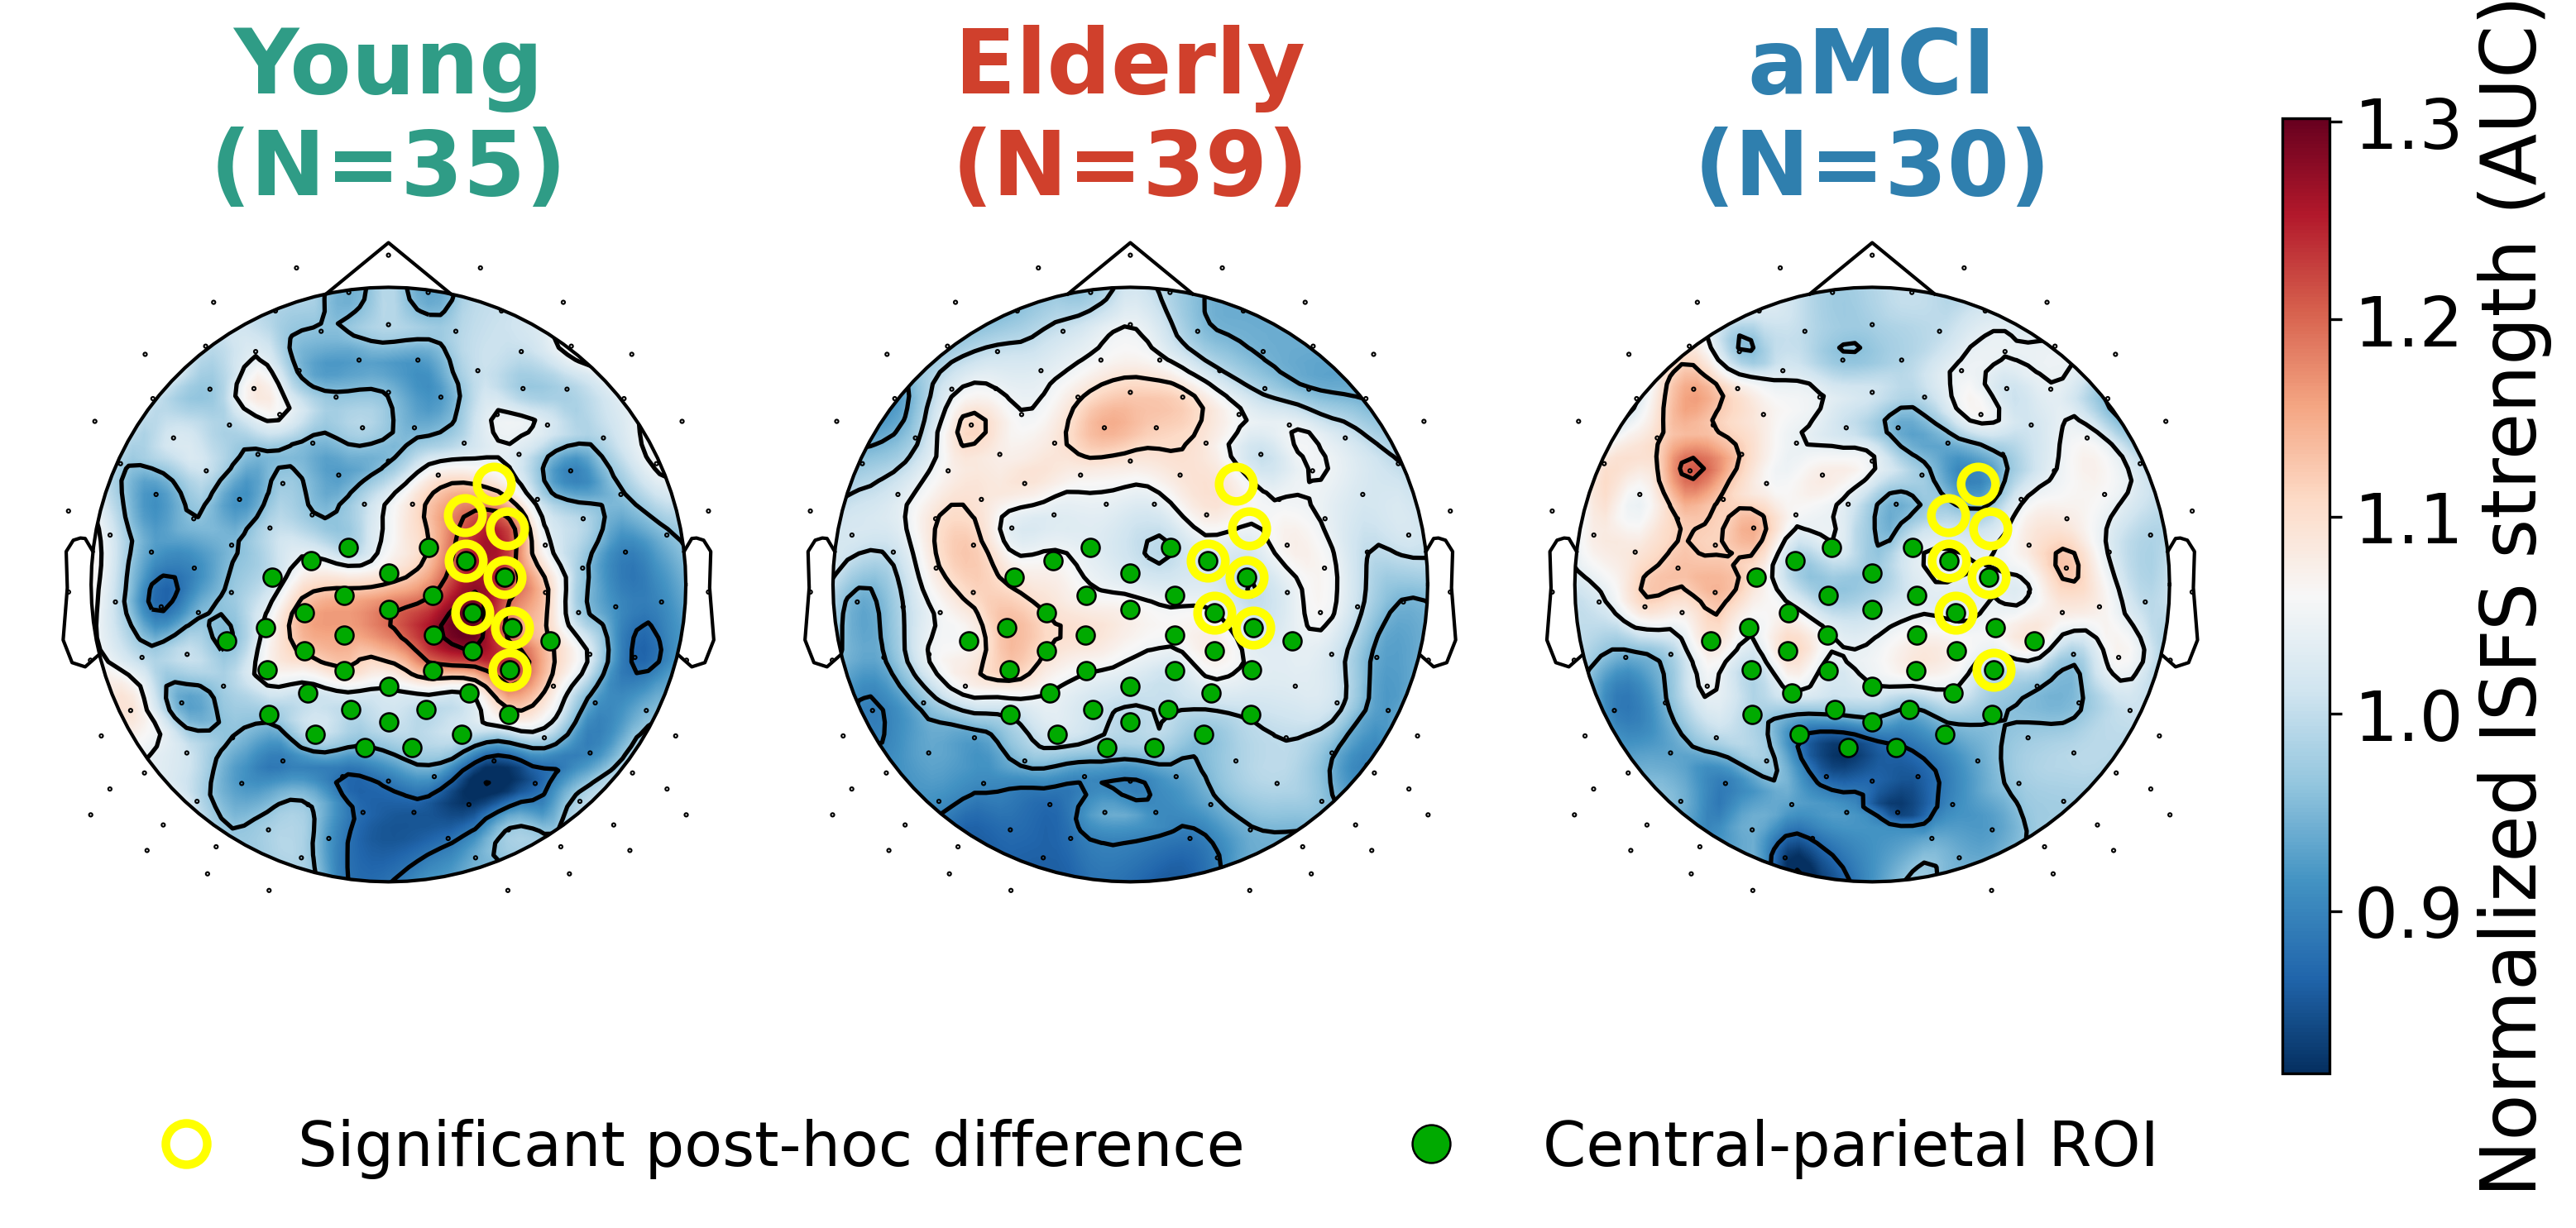 Young
(N=35)
Elderly
(N=39)
aMCI
(N=30)
1.3
1.2
1.1
1.0
0.9
Normalized ISFS strength (AUC)
Significant post-hoc difference
Central-parietal ROI